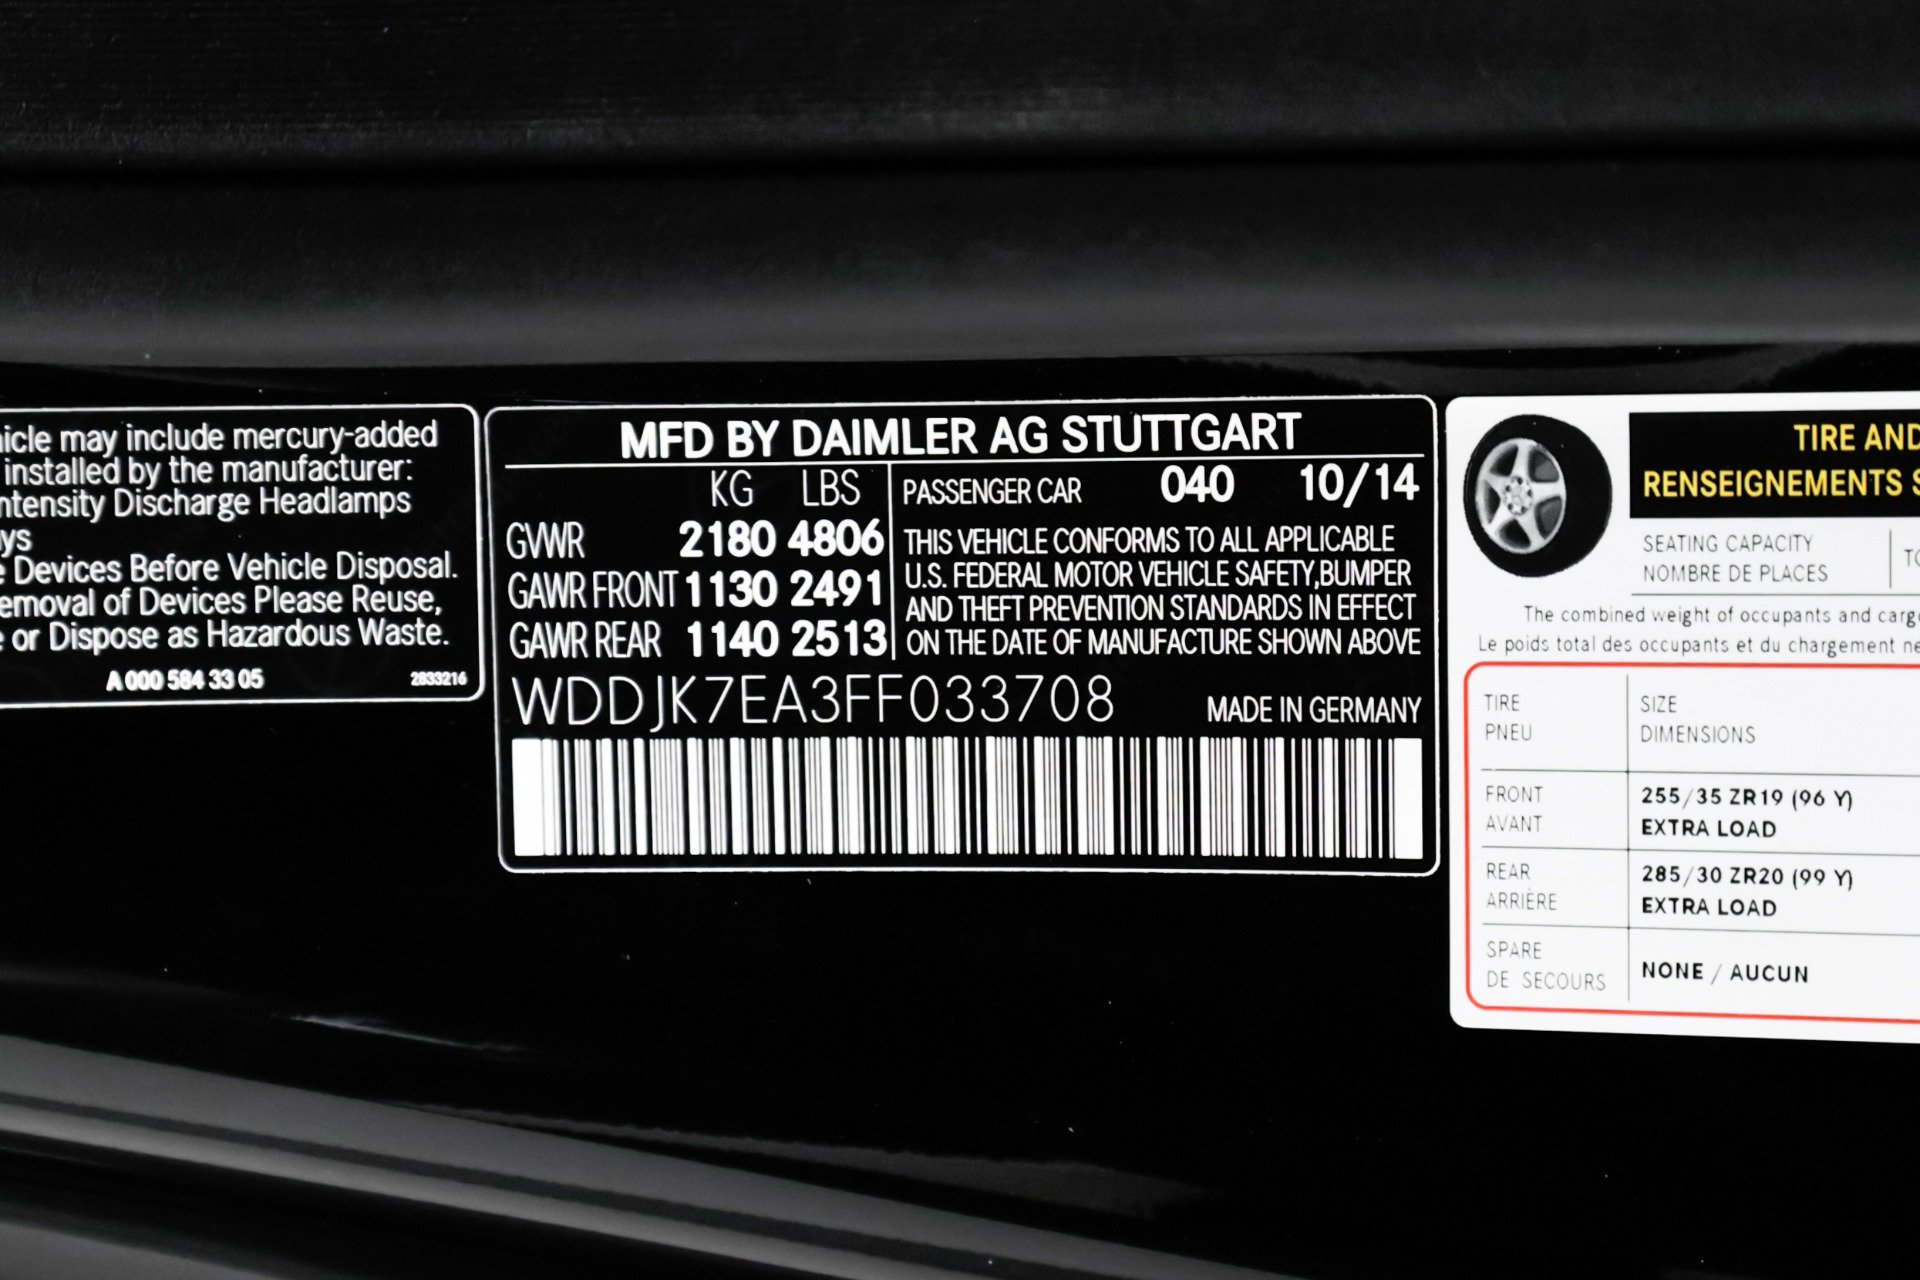 icle may include mercury-added
installed by the manufacturer:
ntensity Discharge Headlamps
ys
Devices Before Vehicle Disposal.
emoval of Devices Please Reuse,
or Dispose as Hazardous Waste.
A 000 584 33 05 2833216
MFD BY DAIMLER AG STUTTGART
KG LBS
GVWR 2180 4806
GAWR FRONT 1130 2491
GAWR REAR 1140 2513
PASSENGER CAR 040 10/14
THIS VEHICLE CONFORMS TO ALL APPLICABLE
U.S. FEDERAL MOTOR VEHICLE SAFETY,BUMPER
AND THEFT PREVENTION STANDARDS IN EFFECT
ON THE DATE OF MANUFACTURE SHOWN ABOVE
WDDJK7EA3FF033708 MADE IN GERMANY
TIRE AND
RENSEIGNEMENTS S
SEATING CAPACITY
NOMBRE DE PLACES
TO
The combined weight of occupants and cargo
Le poids total des occupants et du chargement ne
TIRE
PNEU
SIZE
DIMENSIONS
FRONT
AVANT
255/35 ZR19 (96 Y)
EXTRA LOAD
REAR
ARRIÈRE
285/30 ZR20 (99 Y)
EXTRA LOAD
SPARE
DE SECOURS
NONE / AUCUN